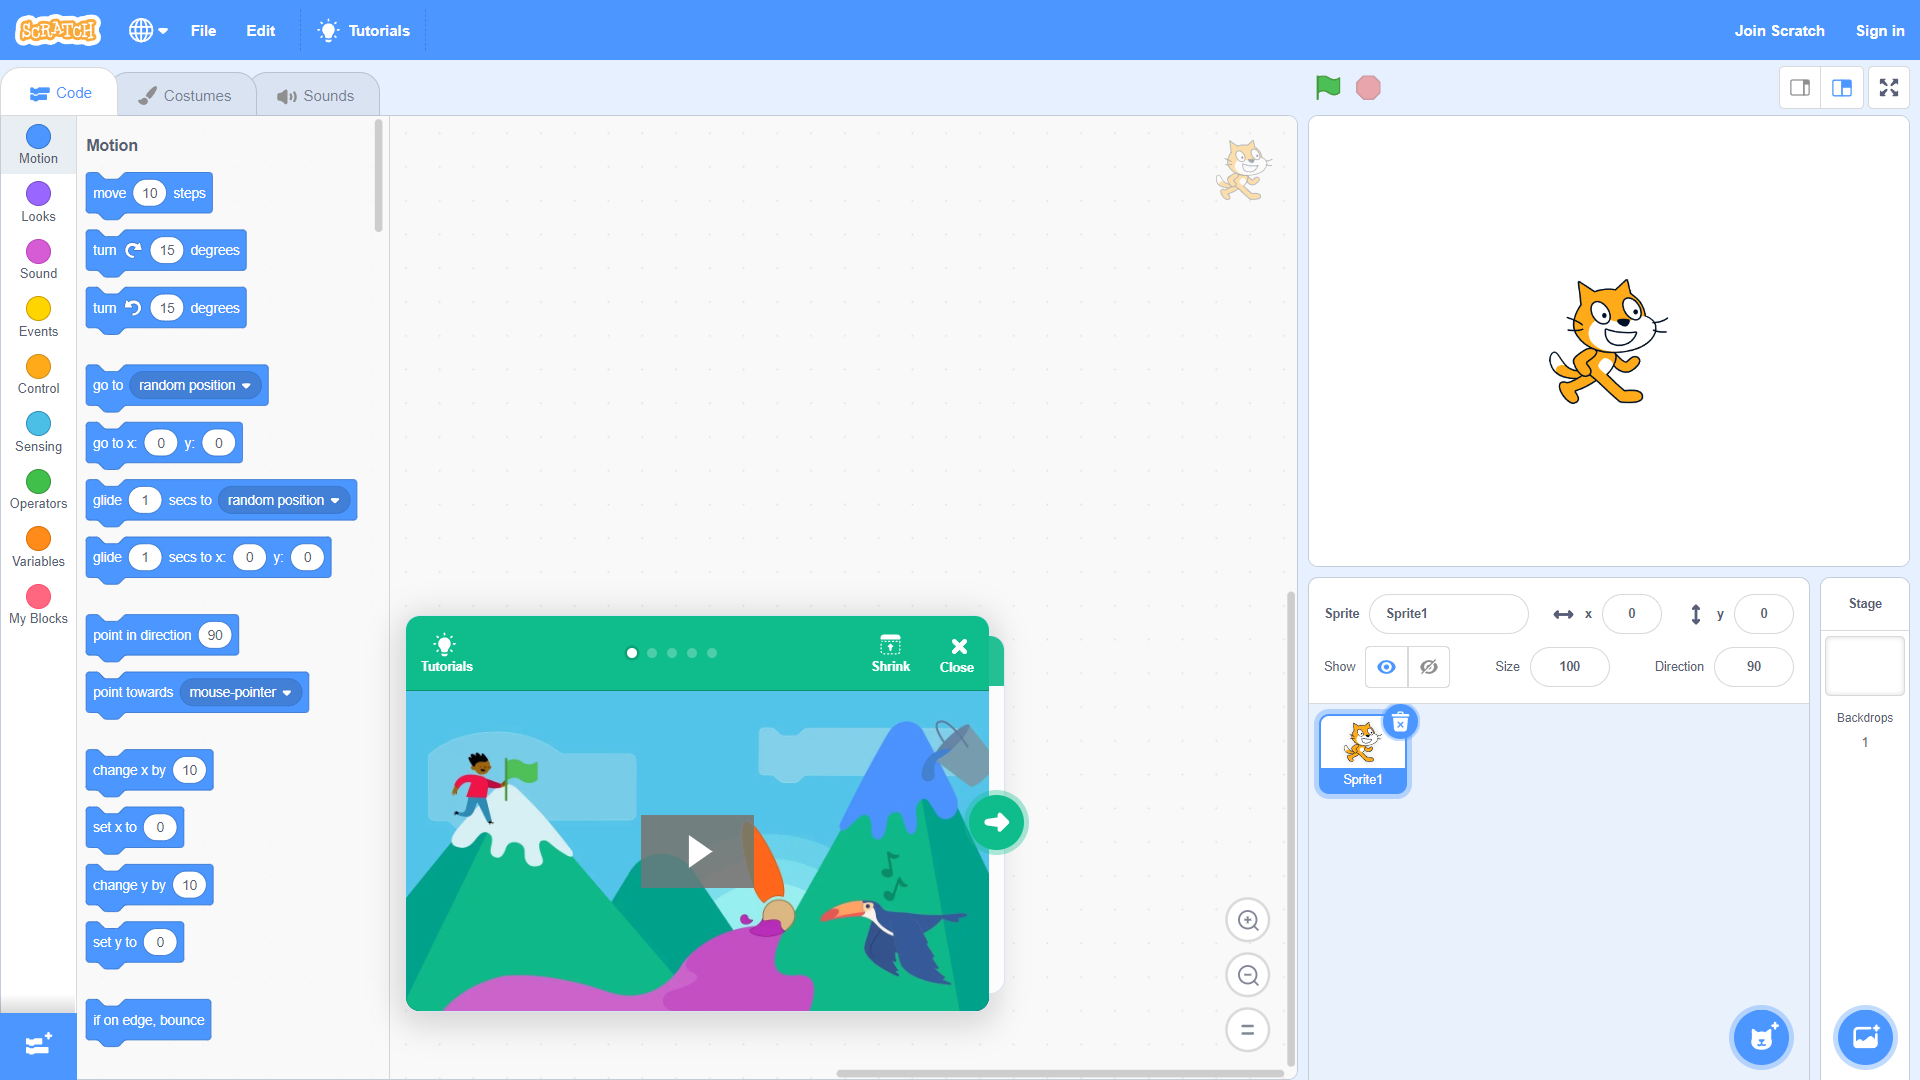 SCRATCH File Edit Tutorials Join Scratch Sign in
Code Costumes Sounds
Motion
Looks
Sound
Events
Control
Sensing
Operators
Variables
My Blocks
Motion
move 10 steps
turn 15 degrees
turn 15 degrees
go to random position
go to x: 0 y: 0
glide 1 secs to random position
glide 1 secs to x: 0 y: 0
point in direction 90
point towards mouse-pointer
change x by 10
set x to 0
change y by 10
set y to 0
if on edge, bounce
Tutorials Shrink Close
Sprite Sprite1 x 0 y 0
Show Size 100 Direction 90
Sprite1
Stage
Backdrops
1